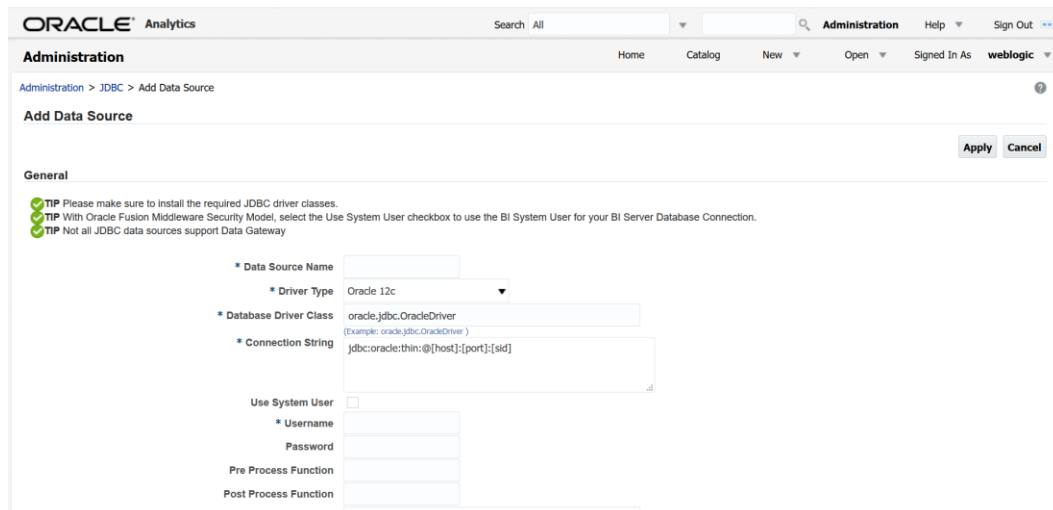 ORACLE® Analytics Search All Administration Help Sign Out
Administration Home Catalog New Open Signed In As weblogic
Administration > JDBC > Add Data Source
Add Data Source
Apply Cancel
General
TIP Please make sure to install the required JDBC driver classes.
TIP With Oracle Fusion Middleware Security Model, select the Use System User checkbox to use the BI System User for your BI Server Database Connection.
TIP Not all JDBC data sources support Data Gateway
* Data Source Name
* Driver Type Oracle 12c
* Database Driver Class oracle.jdbc.OracleDriver
(Example: oracle.jdbc.OracleDriver )
* Connection String jdbc:oracle:thin:@[host]:[port]:[sid]
Use System User
* Username
Password
Pre Process Function
Post Process Function